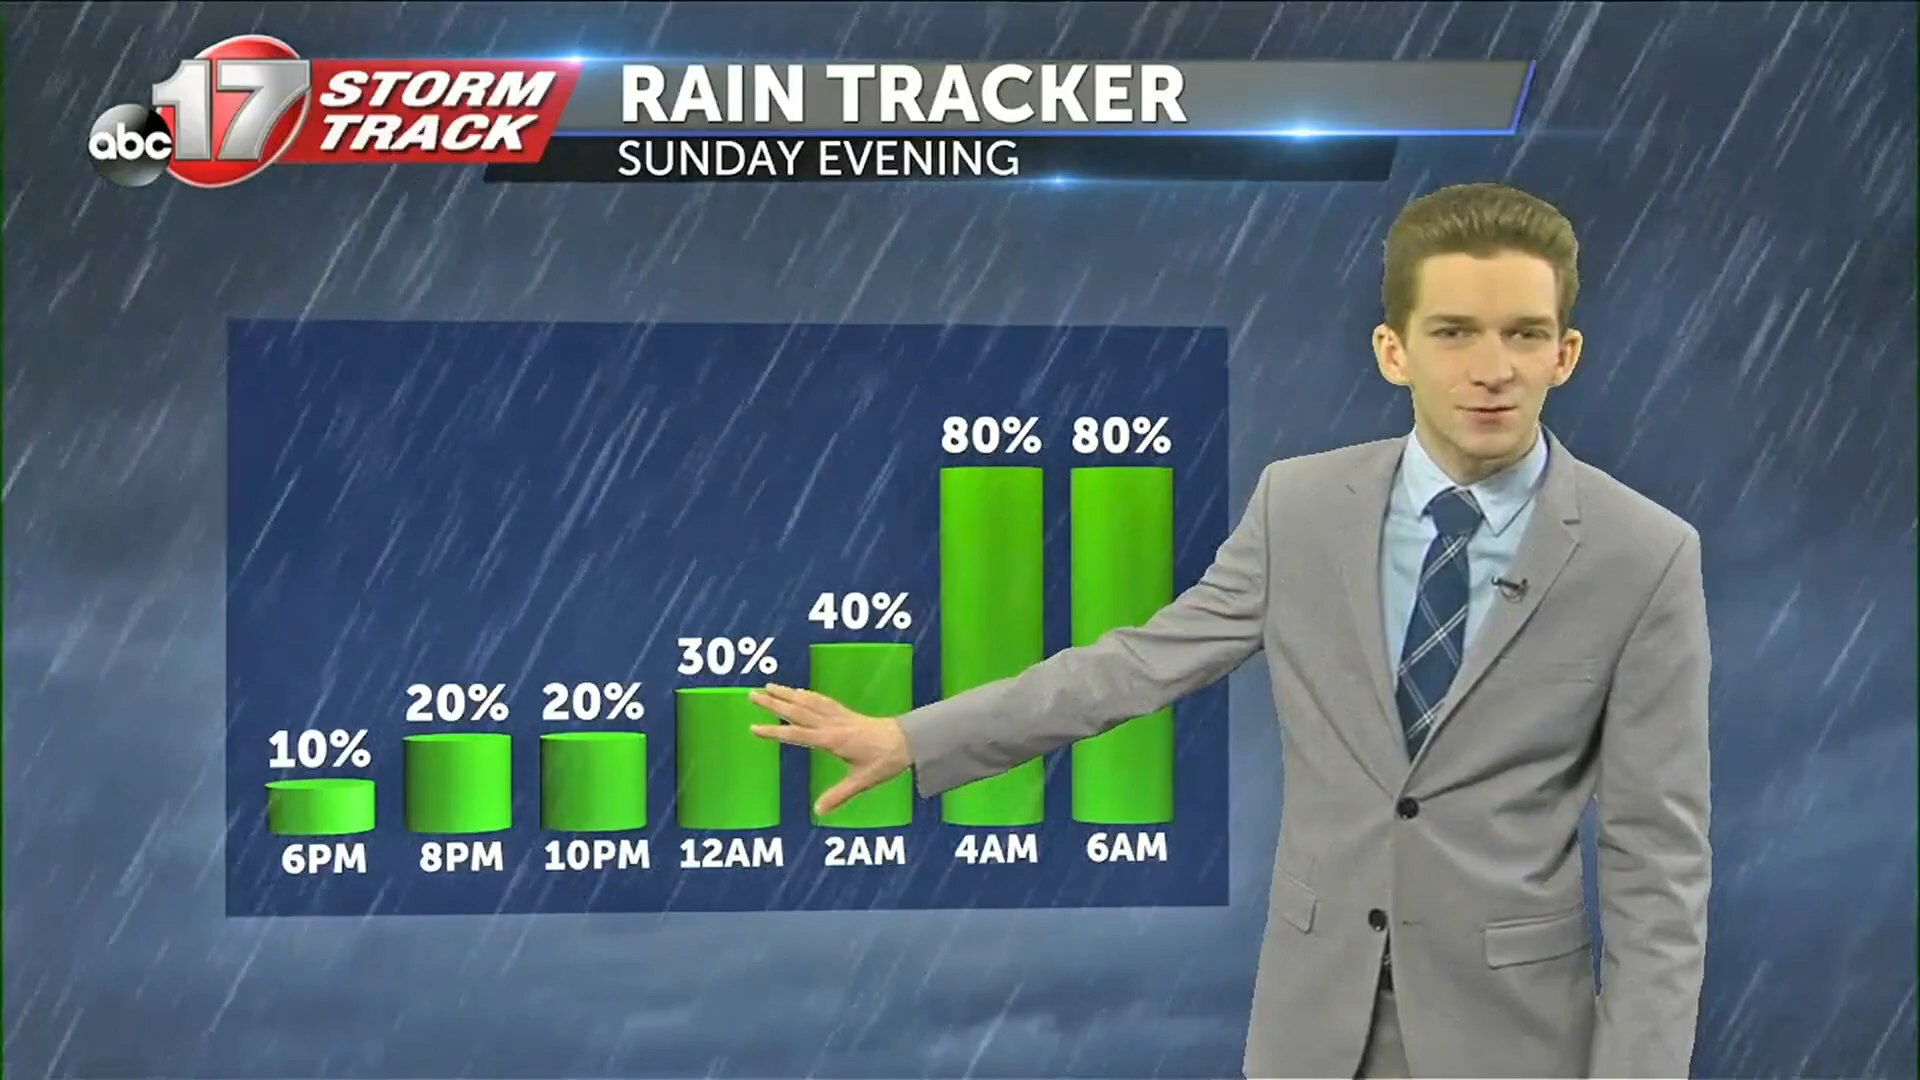 abc 17 STORM TRACK
RAIN TRACKER
SUNDAY EVENING
80% 80%
40%
30%
20% 20%
10%
6PM 8PM 10PM 12AM 2AM 4AM 6AM